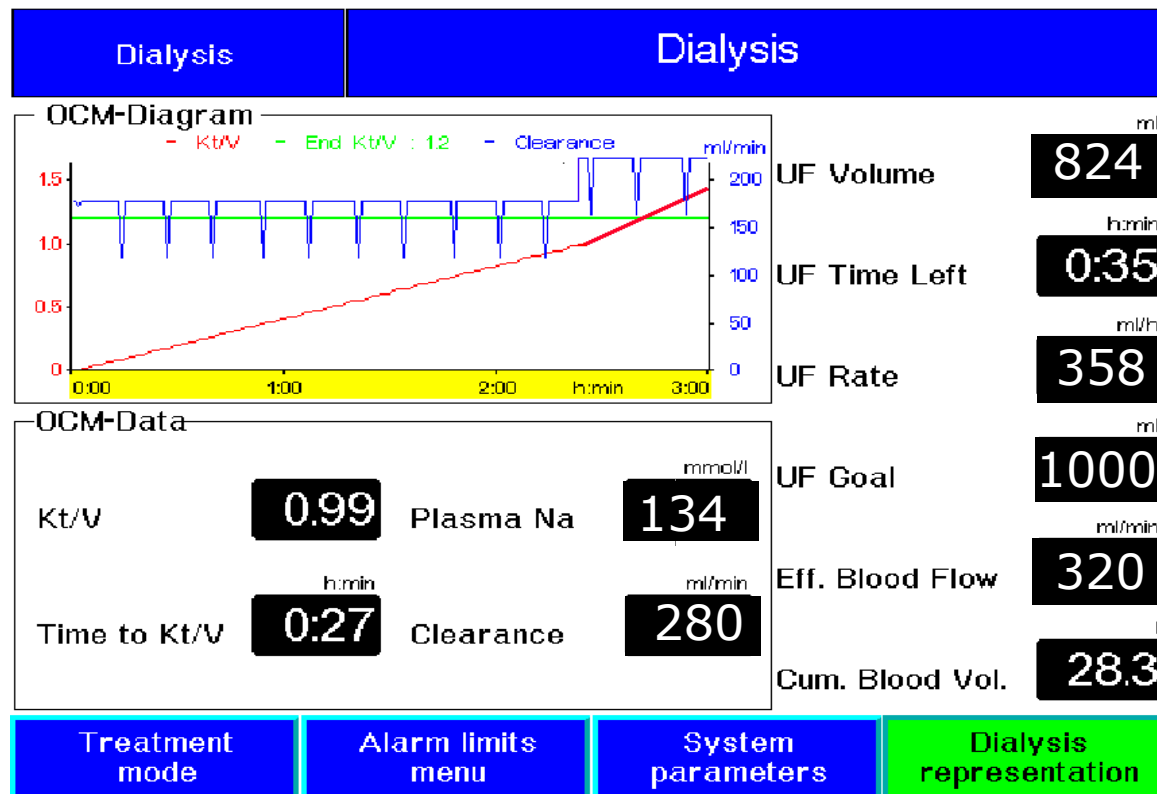 Dialysis
Dialysis
OCM-Diagram
- Kt/V - End Kt/V : 1.2 - Clearance
ml/min
1.5
1.0
0.5
0
200
150
100
50
0
0:00 1:00 2:00 h:min 3:00
OCM-Data
Kt/V 0.99
mmol/l
Plasma Na 134
h:min
Time to Kt/V 0:27
ml/min
Clearance 280
ml
UF Volume 824
h:min
UF Time Left 0:35
ml/h
UF Rate 358
ml
UF Goal 1000
ml/min
Eff. Blood Flow 320
Cum. Blood Vol. 28.3
Treatment
mode
Alarm limits
menu
System
parameters
Dialysis
representation